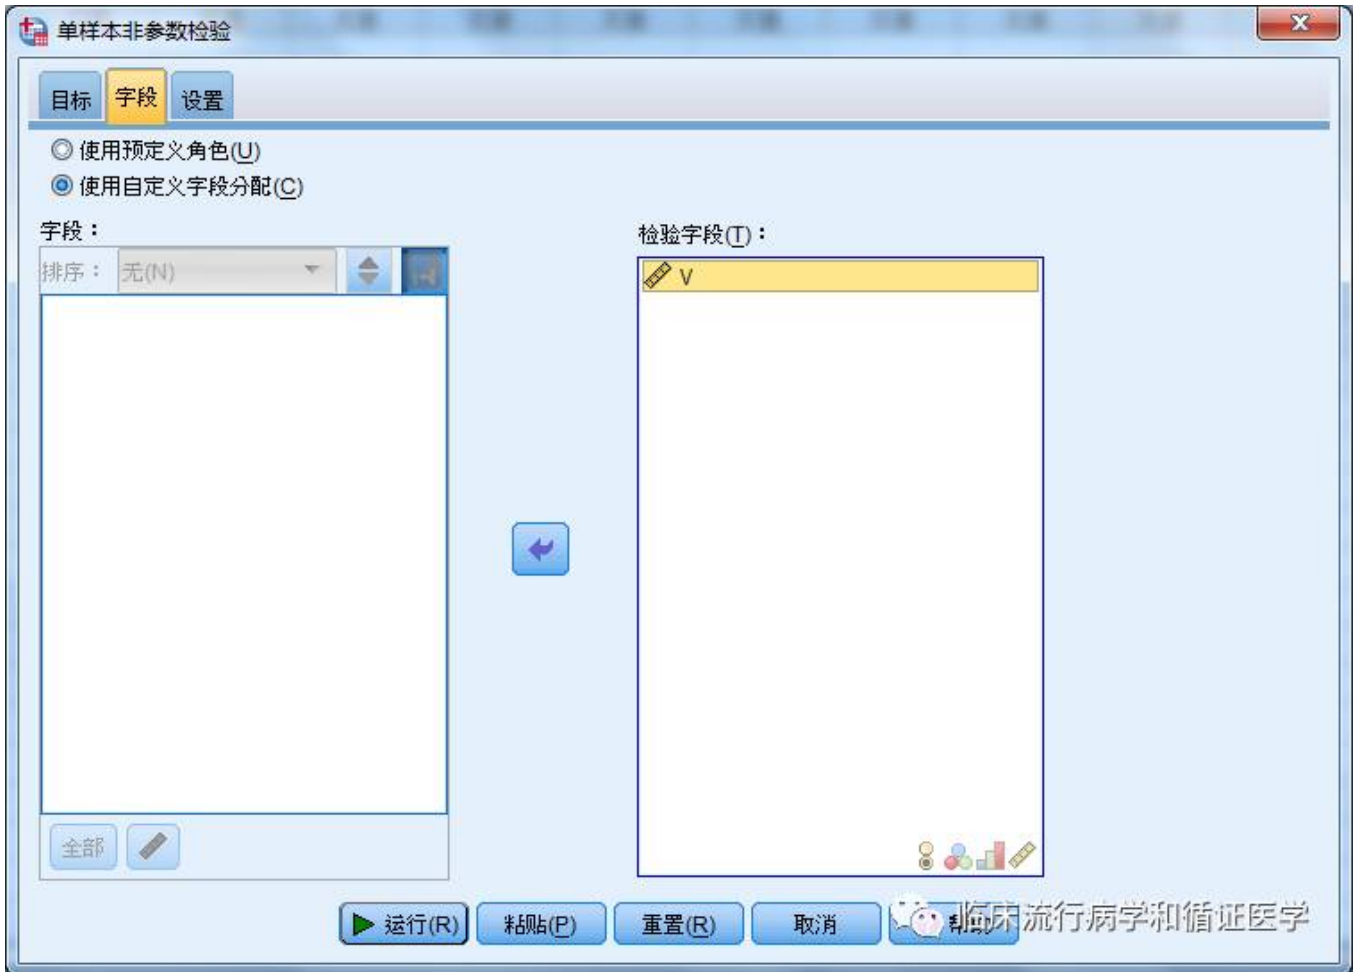 单样本非参数检验
目标 字段 设置
使用预定义角色(U)
使用自定义字段分配(C)
字段：
检验字段(T)：
排序： 无(N)
V
全部
运行(R) 粘贴(P) 重置(R) 取消 帮助
临床流行病学和循证医学